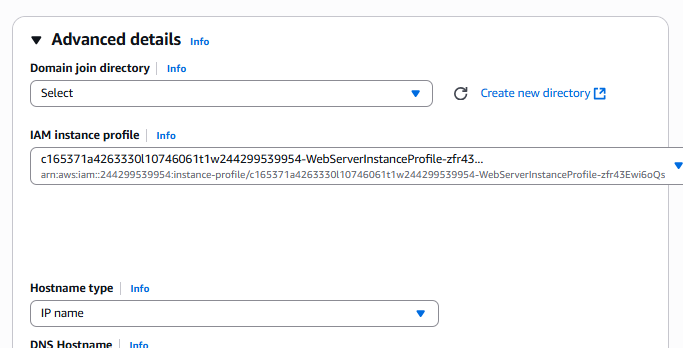 Advanced details Info
Domain join directory Info
Select
Create new directory
IAM instance profile Info
c165371a4263330l10746061t1w244299539954-WebServerInstanceProfile-zfr43...
arn:aws:iam::244299539954:instance-profile/c165371a4263330l10746061t1w244299539954-WebServerInstanceProfile-zfr43Ewi6oQs
Hostname type Info
IP name
DNS Hostname Info